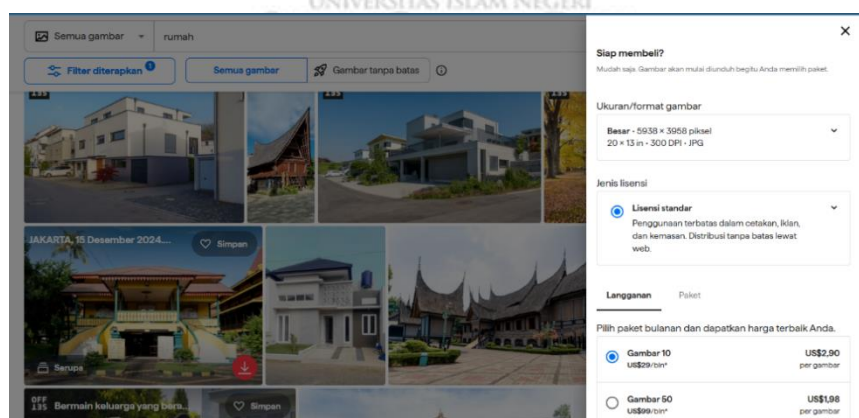 UNIVERSITAS ISLAM NEGERI
Semua gambar
rumah
Filter diterapkan 1
Semua gambar
Gambar tanpa batas
JAKARTA, 15 Desember 2024....
Simpan
Serupa
OFF
135
Bermain keluarga yang baru...
Simpan
Siap membeli?
Mudah saja. Gambar akan mulai diunduh begitu Anda memilih paket.
Ukuran/format gambar
Besar - 5938 × 3958 piksel
20 × 13 in • 300 DPI • JPG
Jenis lisensi
Lisensi standar
Penggunaan terbatas dalam cetakan, iklan,
dan kemasan. Distribusi tanpa batas lewat
web.
Langganan
Paket
Pilih paket bulanan dan dapatkan harga terbaik Anda.
Gambar 10
US$29/bln*
US$2,90
per gambar
Gambar 50
US$99/bln*
US$1,98
per gambar